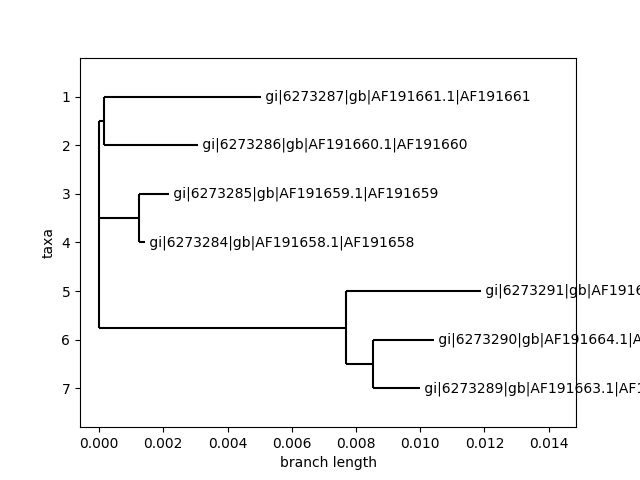 1 gi|6273287|gb|AF191661.1|AF191661
2 gi|6273286|gb|AF191660.1|AF191660
3 gi|6273285|gb|AF191659.1|AF191659
4 gi|6273284|gb|AF191658.1|AF191658
taxa
5 gi|6273291|gb|AF1916
6 gi|6273290|gb|AF191664.1|A
7 gi|6273289|gb|AF191663.1|AF1
0.000 0.002 0.004 0.006 0.008 0.010 0.012 0.014
branch length